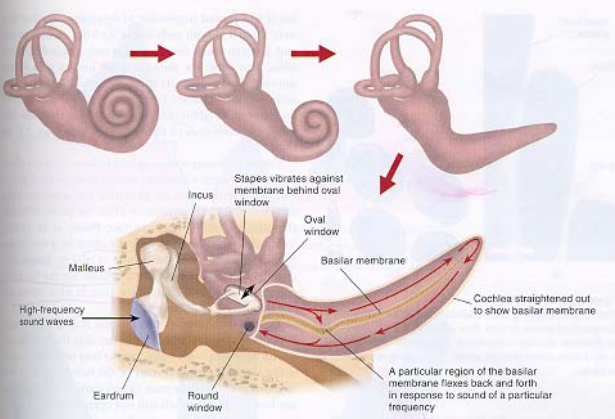 Stapes vibrates against
membrane behind oval
window
Incus
Oval
window
Malleus
Basilar membrane
High-frequency
sound waves
Cochlea straightened out
to show basilar membrane
Eardrum
Round
window
A particular region of the basilar
membrane flexes back and forth
in response to sound of a particular
frequency